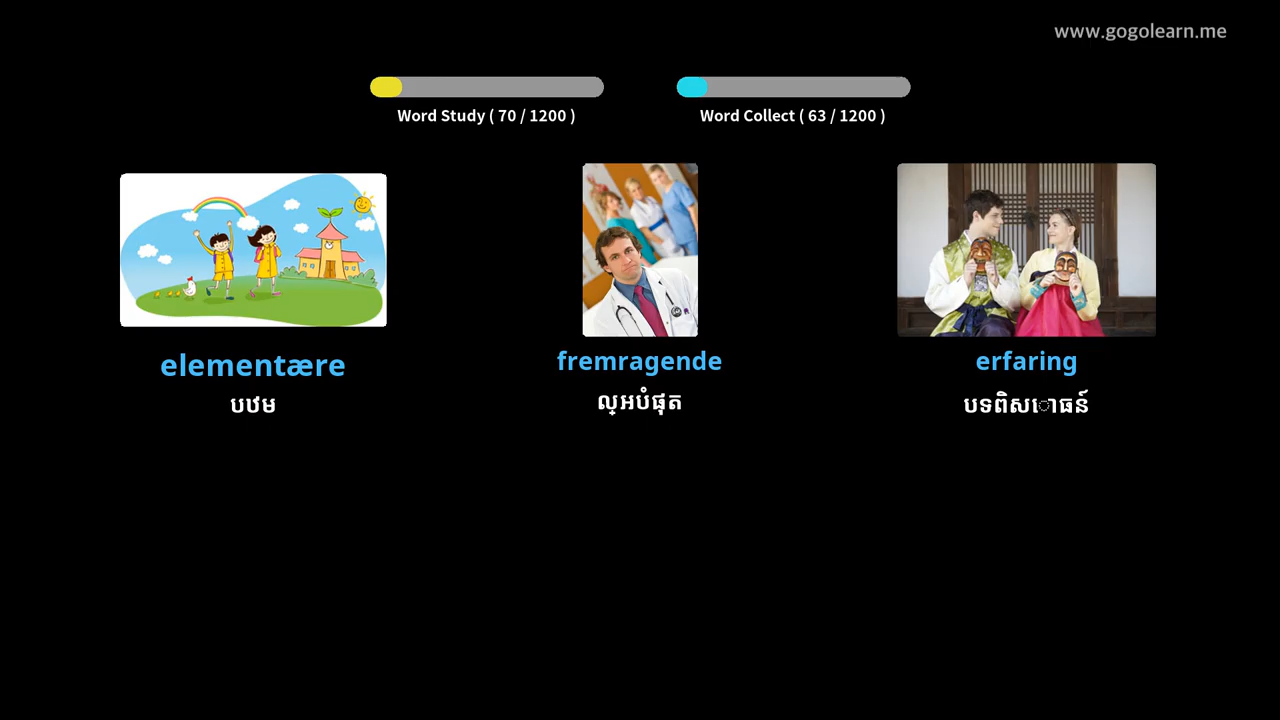 www.gogolearn.me
Word Study ( 70 / 1200 )
Word Collect ( 63 / 1200 )
elementære
fremragende
erfaring
បឋម
ល្អបំផុត
បទពិសោធន៍